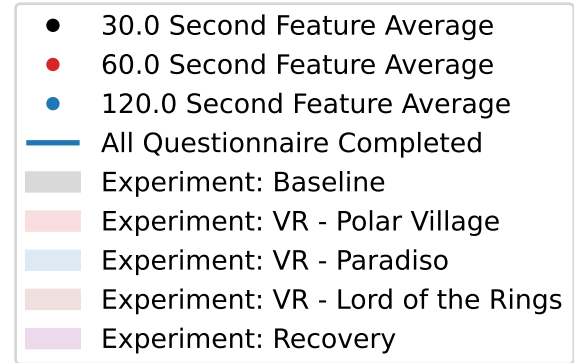 30.0 Second Feature Average
60.0 Second Feature Average
120.0 Second Feature Average
All Questionnaire Completed
Experiment: Baseline
Experiment: VR - Polar Village
Experiment: VR - Paradiso
Experiment: VR - Lord of the Rings
Experiment: Recovery